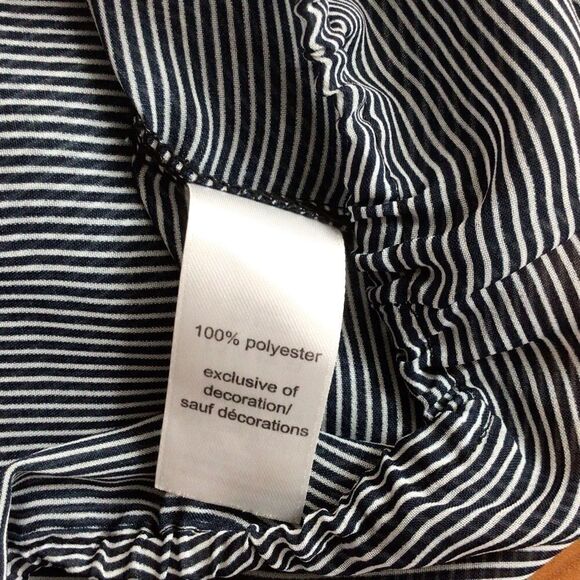 100% polyester
exclusive of
decoration/
sauf décorations